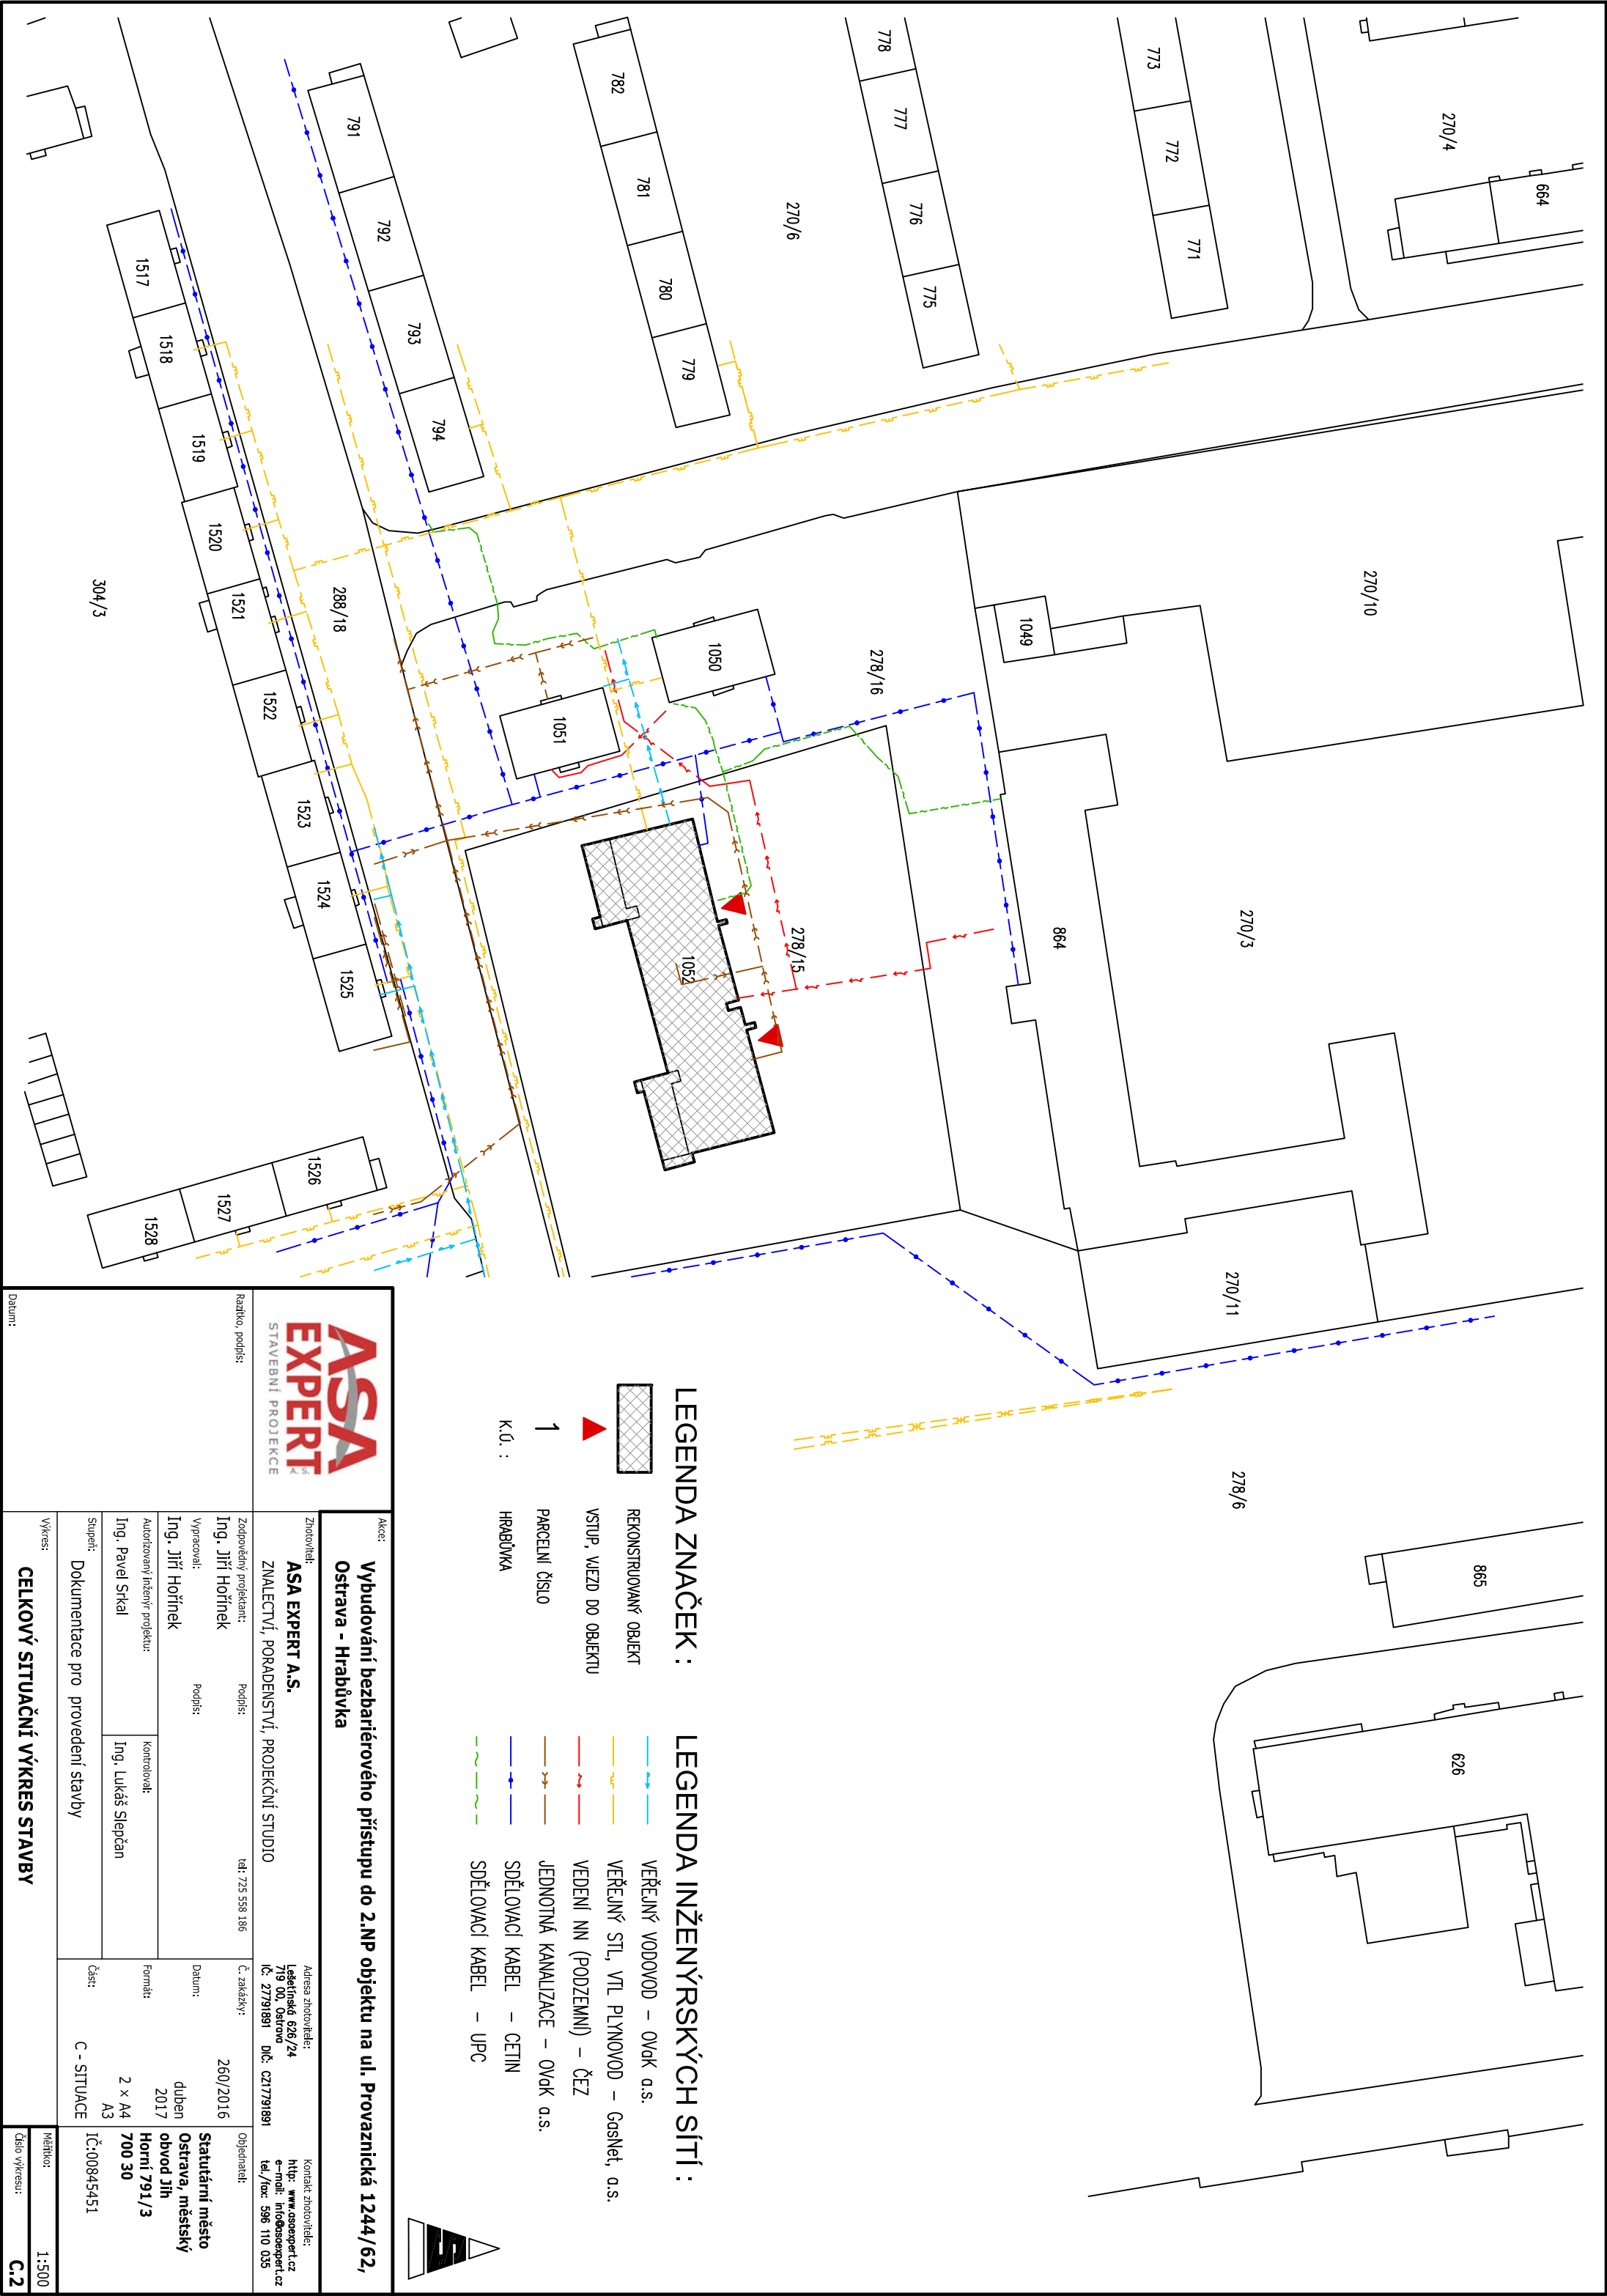 773
772
771
270/4
664
778
777
776
775
270/6
782
781
780
779
791
792
793
794
1517
1518
1519
1520
1521
1522
1523
1524
1525
304/3
288/18
1526
1527
1528
270/10
1049
278/16
1050
1051
1052
278/15
270/3
864
270/11
278/6
865
626
LEGENDA ZNAČEK :
REKONSTRUOVANÝ OBJEKT
VSTUP, VJEZD DO OBJEKTU
1 PARCELNÍ ČÍSLO
K.Ú. : HRABŮVKA
LEGENDA INŽENÝRSKÝCH SÍTÍ :
VEŘEJNÝ VODOVOD – OVaK a.s.
VEŘEJNÝ STL, VTL PLYNOVOD – GasNet, a.s.
VEDENÍ NN (PODZEMNÍ) – ČEZ
JEDNOTNÁ KANALIZACE – OVaK a.s.
SDĚLOVACÍ KABEL – CETIN
SDĚLOVACÍ KABEL – UPC
S
ASA
EXPERT
A. S.
STAVEBNÍ PROJEKCE
Razítko, podpis:
Datum:
Akce:
Vybudování bezbariérového přístupu do 2.NP objektu na ul. Provaznická 1244/62,
Ostrava - Hrabůvka
Zhotovitel:
ASA EXPERT A.S.
ZNALECTVÍ, PORADENSTVÍ, PROJEKČNÍ STUDIO
Adresa zhotovitele:
Lešetínská 626/24
719 00, Ostrava
IČ: 27791891 DIČ: CZ17791891
Kontakt zhotovitele:
http: www.asaexpert.cz
e-mail: info@asaexpert.cz
tel./fax: 596 110 035
Zodpovědný projektant: Podpis: tel: 725 558 186
Ing. Jiří Hořínek
Vypracoval: Podpis:
Ing. Jiří Hořínek
Autorizovaný inženýr projektu:
Ing. Pavel Srkal
Kontroloval:
Ing. Lukáš Slepčan
Č. zakázky: 260/2016
Datum: duben
2017
Formát: 2 x A4
A3
Objednatel:
Statutární město
Ostrava, městský
obvod Jih
Horní 791/3
700 30
IČ:00845451
Stupeň:
Dokumentace pro provedení stavby
Část:
C - SITUACE
Výkres:
CELKOVÝ SITUAČNÍ VÝKRES STAVBY
Měřítko: 1:500
Číslo výkresu: C.2